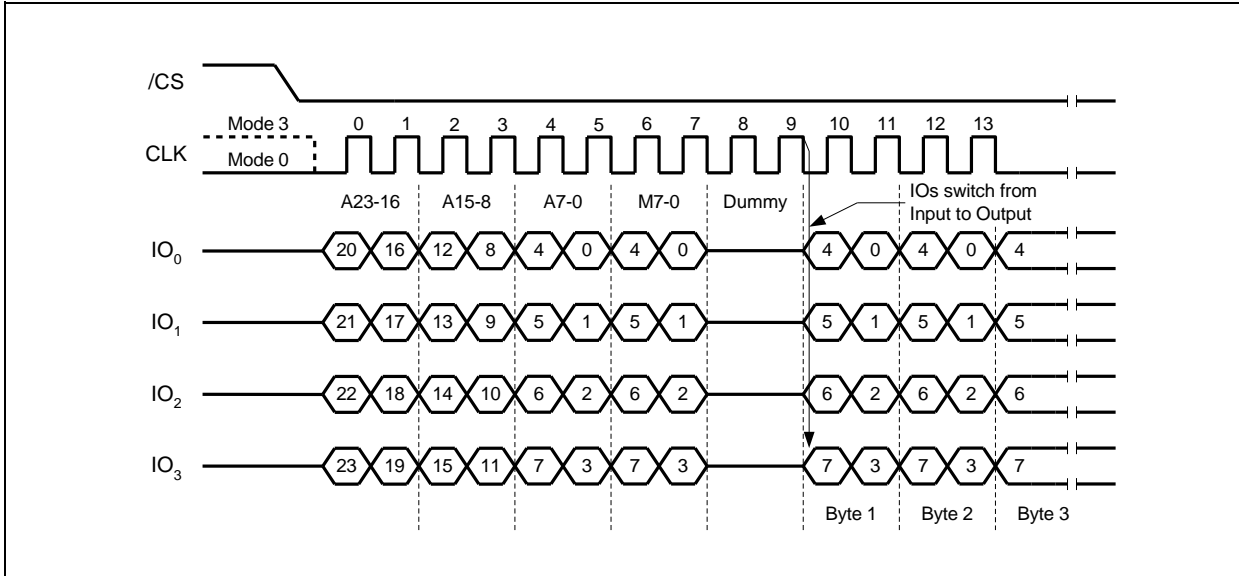 /CS
Mode 3 0 1 2 3 4 5 6 7 8 9 10 11 12 13
CLK
Mode 0
A23-16 A15-8 A7-0 M7-0 Dummy
IOs switch from
Input to Output
IO0 20 16 12 8 4 0 4 0 4 0 4 0 4
IO1 21 17 13 9 5 1 5 1 5 1 5 1 5
IO2 22 18 14 10 6 2 6 2 6 2 6 2 6
IO3 23 19 15 11 7 3 7 3 7 3 7 3 7
Byte 1 Byte 2 Byte 3